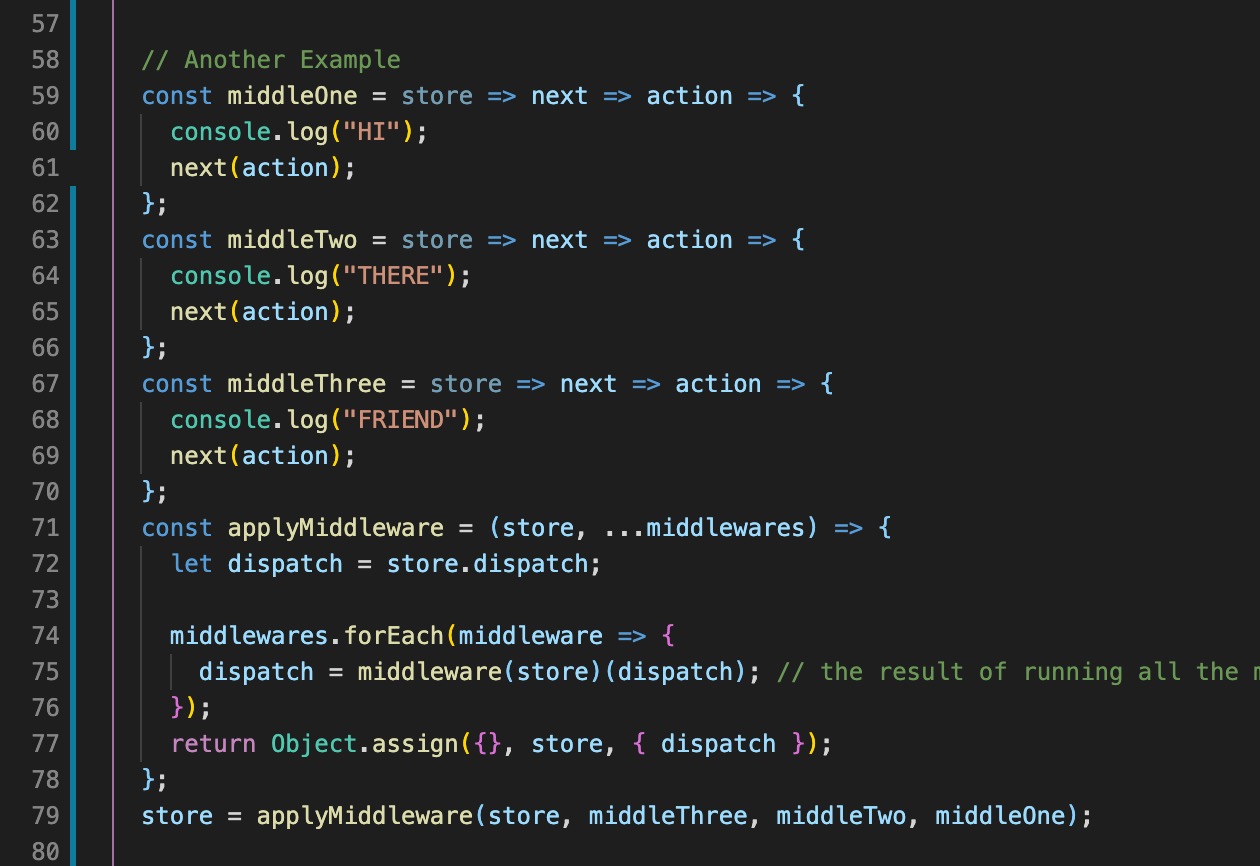 57
58 // Another Example
59 const middleOne = store => next => action => {
60 console.log("HI");
61 next(action);
62 };
63 const middleTwo = store => next => action => {
64 console.log("THERE");
65 next(action);
66 };
67 const middleThree = store => next => action => {
68 console.log("FRIEND");
69 next(action);
70 };
71 const applyMiddleware = (store, ...middlewares) => {
72 let dispatch = store.dispatch;
73
74 middlewares.forEach(middleware => {
75 dispatch = middleware(store)(dispatch); // the result of running all the
76 });
77 return Object.assign({}, store, { dispatch });
78 };
79 store = applyMiddleware(store, middleThree, middleTwo, middleOne);
80